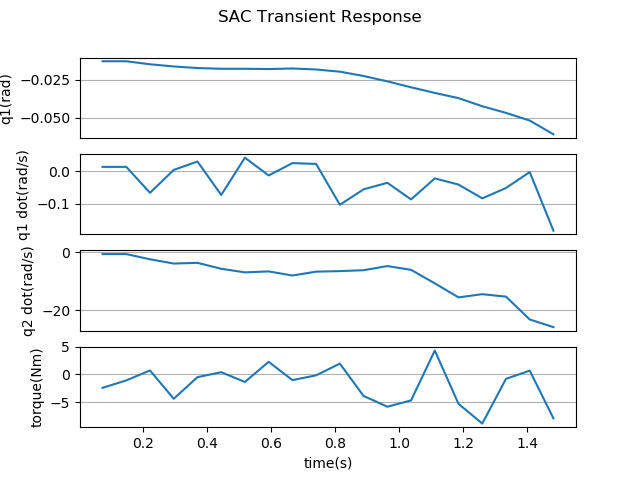 SAC Transient Response
q1(rad)
−0.025
−0.050
q1 dot(rad/s)
0.0
−0.1
q2 dot(rad/s)
0
−20
torque(Nm)
5
0
−5
0.2 0.4 0.6 0.8 1.0 1.2 1.4
time(s)